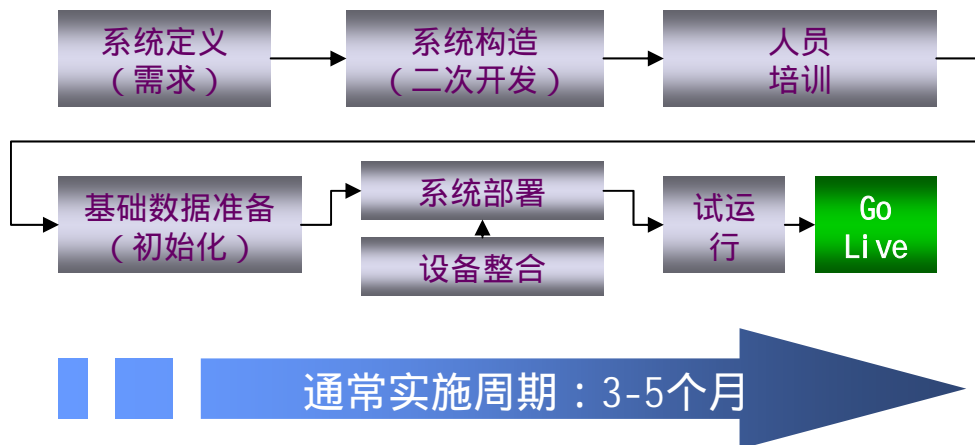 系统定义
（需求）
系统构造
（二次开发）
人员
培训
基础数据准备
（初始化）
系统部署
设备整合
试运
行
Go
Live
通常实施周期：3-5个月